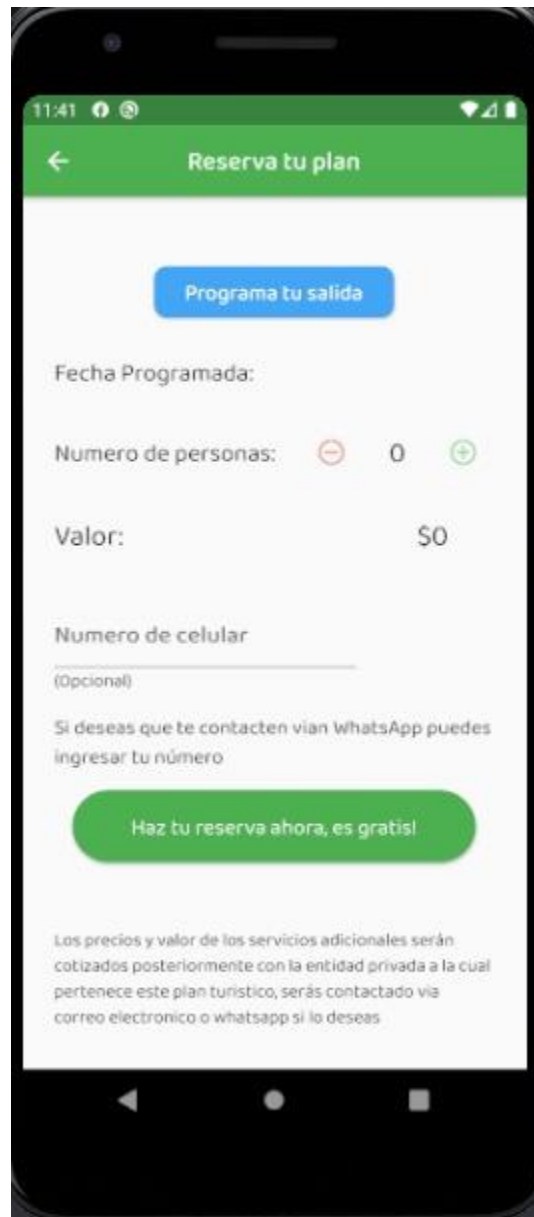 11:41
Reserva tu plan
Programa tu salida
Fecha Programada:
Numero de personas: 0
Valor: $0
Numero de celular
(Opcional)
Si deseas que te contacten vian WhatsApp puedes
ingresar tu número
Haz tu reserva ahora, es gratis!
Los precios y valor de los servicios adicionales serán
cotizados posteriormente con la entidad privada a la cual
pertenece este plan turistico, serás contactado via
correo electronico o whatsapp si lo deseas